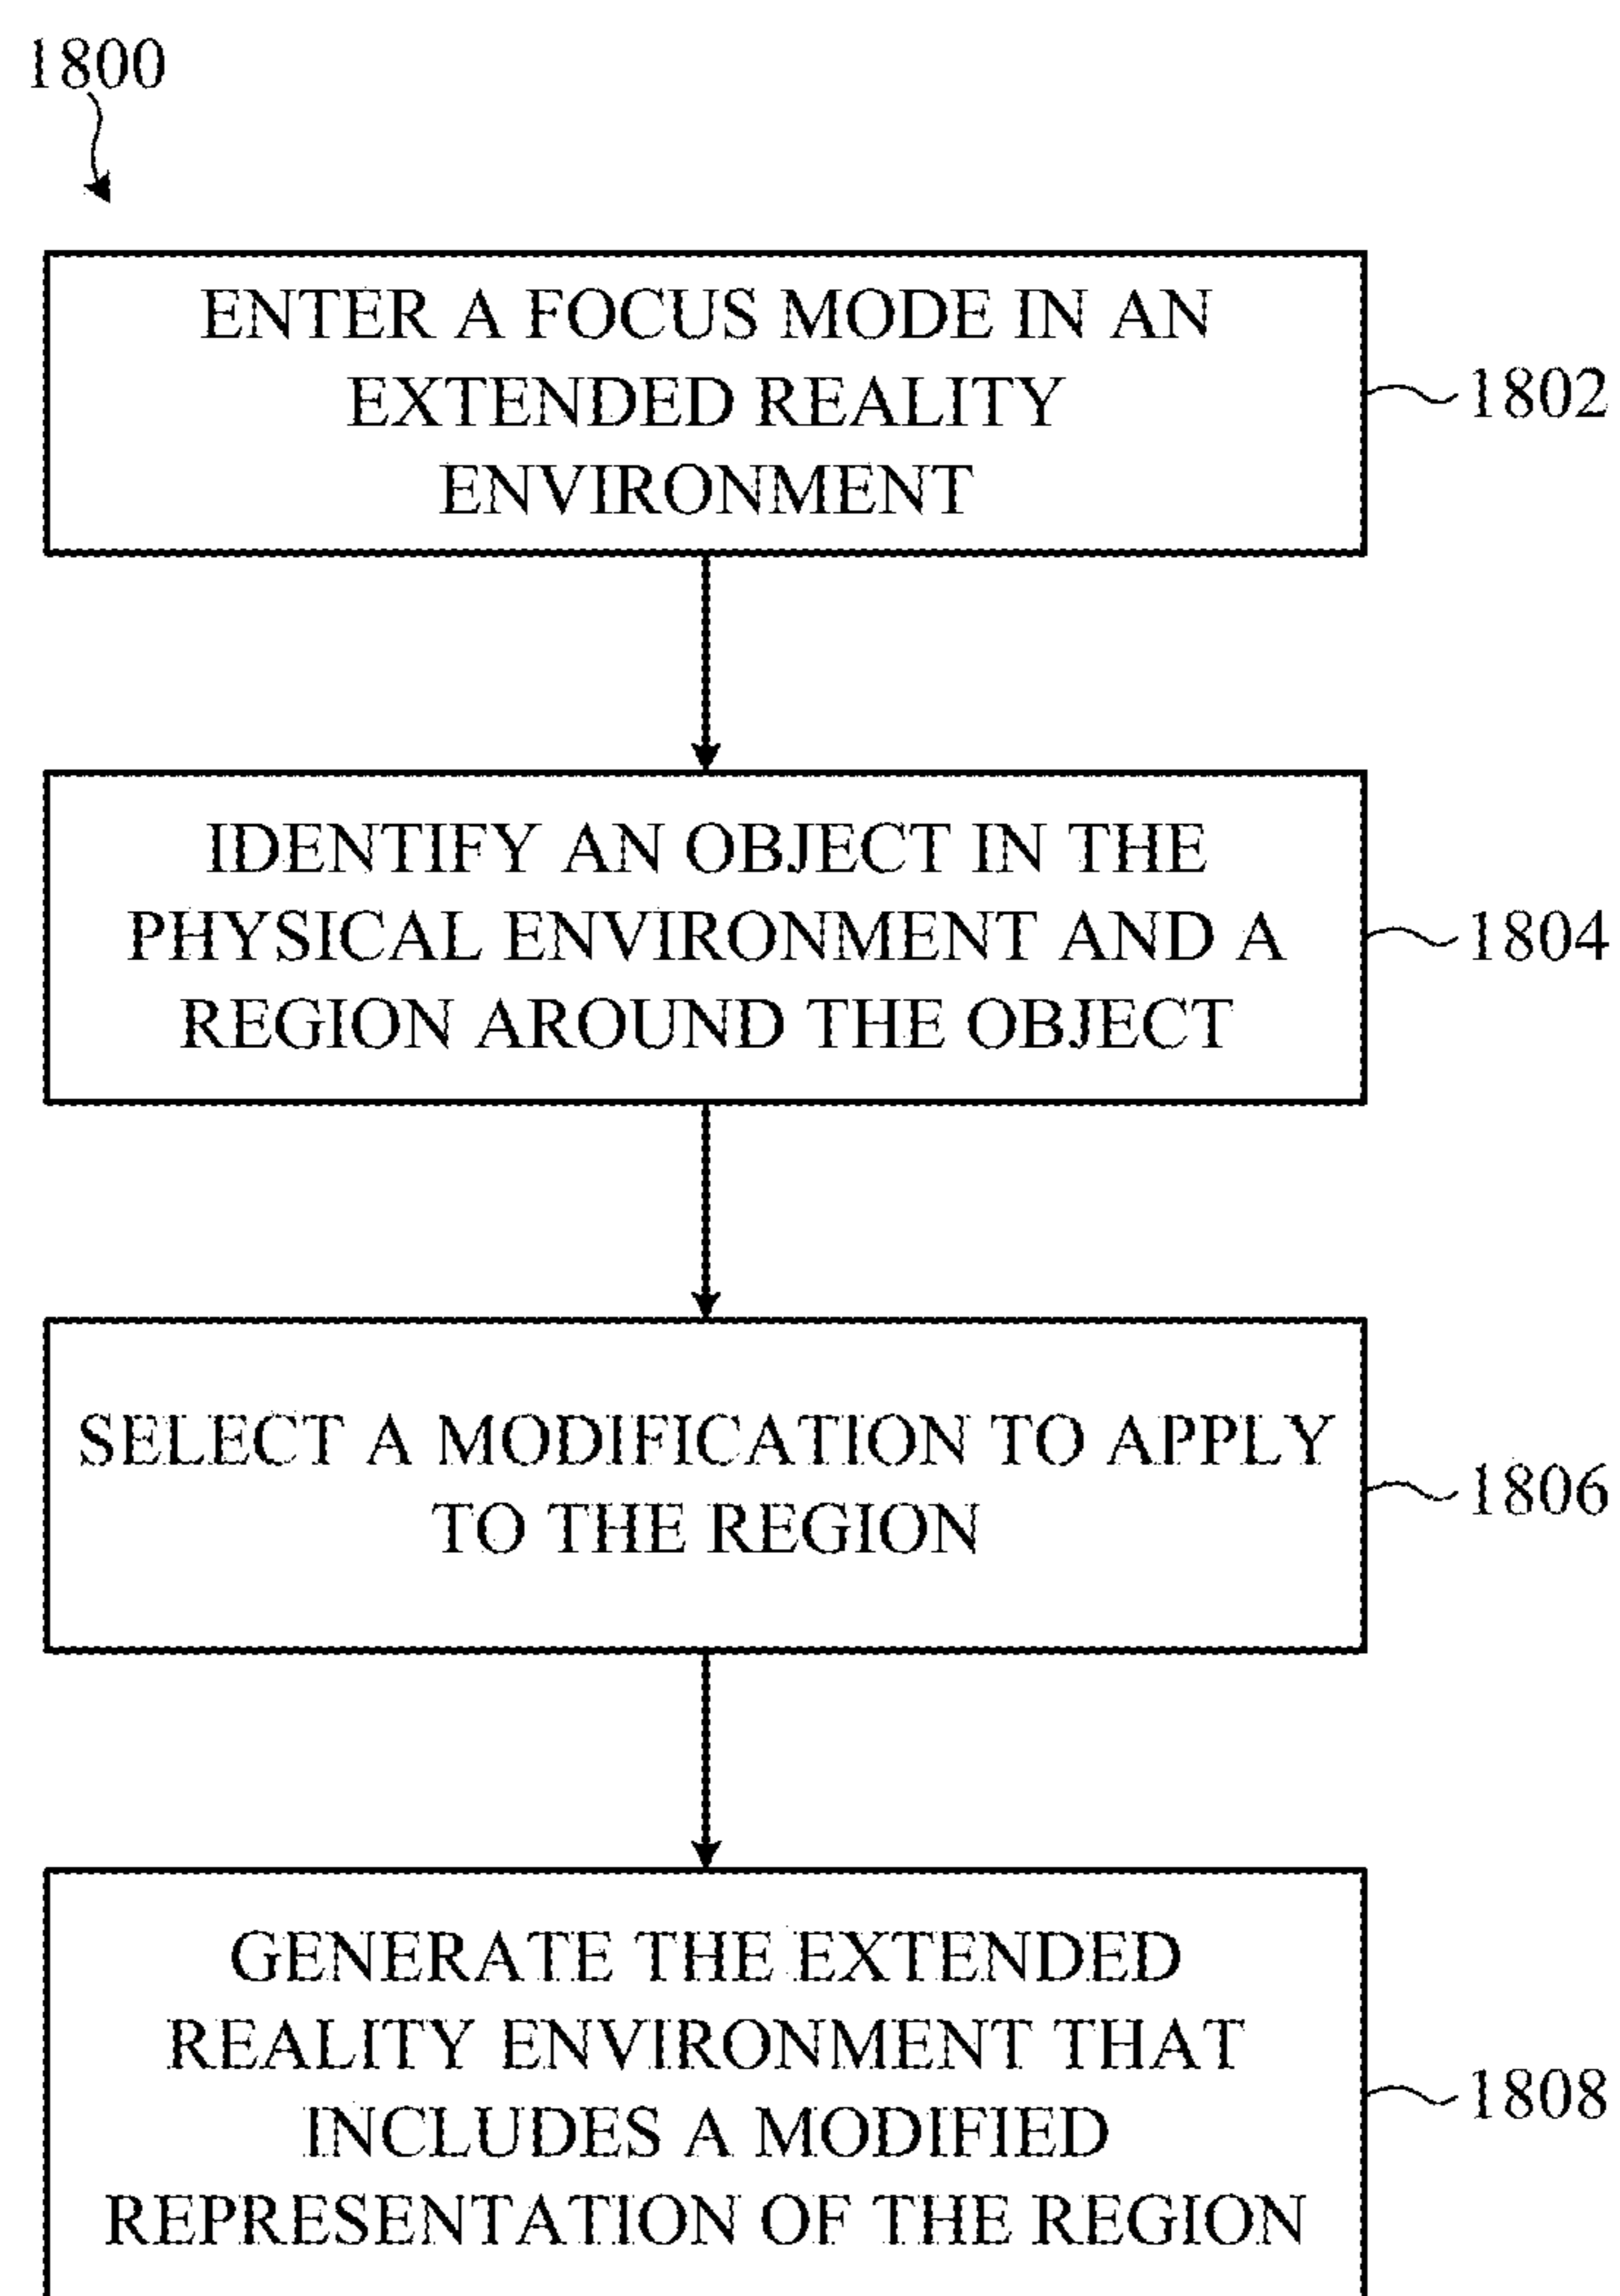 1800
ENTER A FOCUS MODE IN AN
EXTENDED REALITY
ENVIRONMENT
1802
IDENTIFY AN OBJECT IN THE
PHYSICAL ENVIRONMENT AND A
REGION AROUND THE OBJECT
1804
SELECT A MODIFICATION TO APPLY
TO THE REGION
1806
GENERATE THE EXTENDED
REALITY ENVIRONMENT THAT
INCLUDES A MODIFIED
REPRESENTATION OF THE REGION
1808